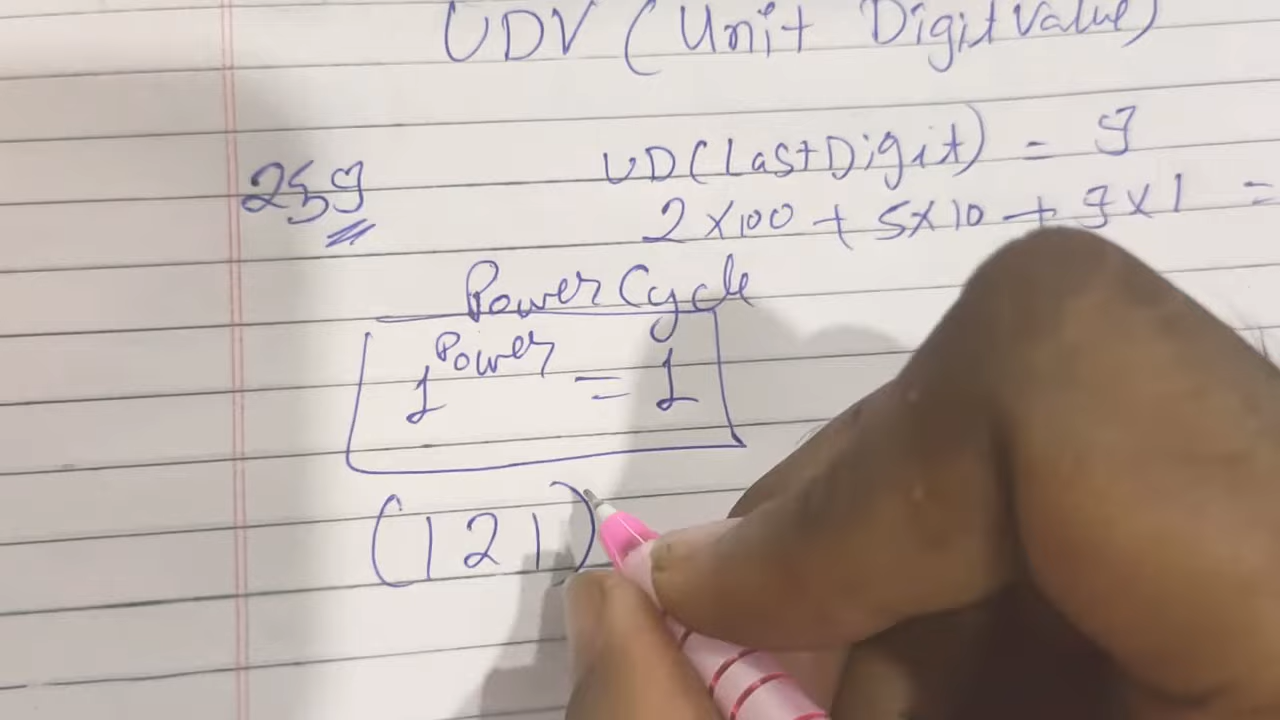 UDV (Unit Digit Value)
259 UD (Last Digit) = 9
2 x 100 + 5 x 10 + 9 x 1 =
Power Cycle
1^Power = 1
(121)